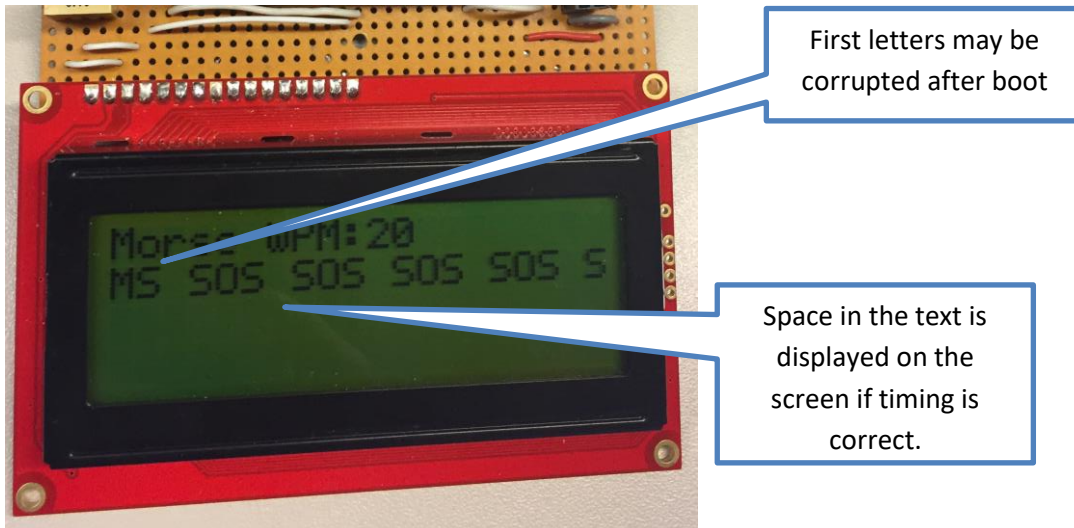 First letters may be
corrupted after boot
Morse WPM:20
MS SOS SOS SOS SOS S
Space in the text is
displayed on the
screen if timing is
correct.